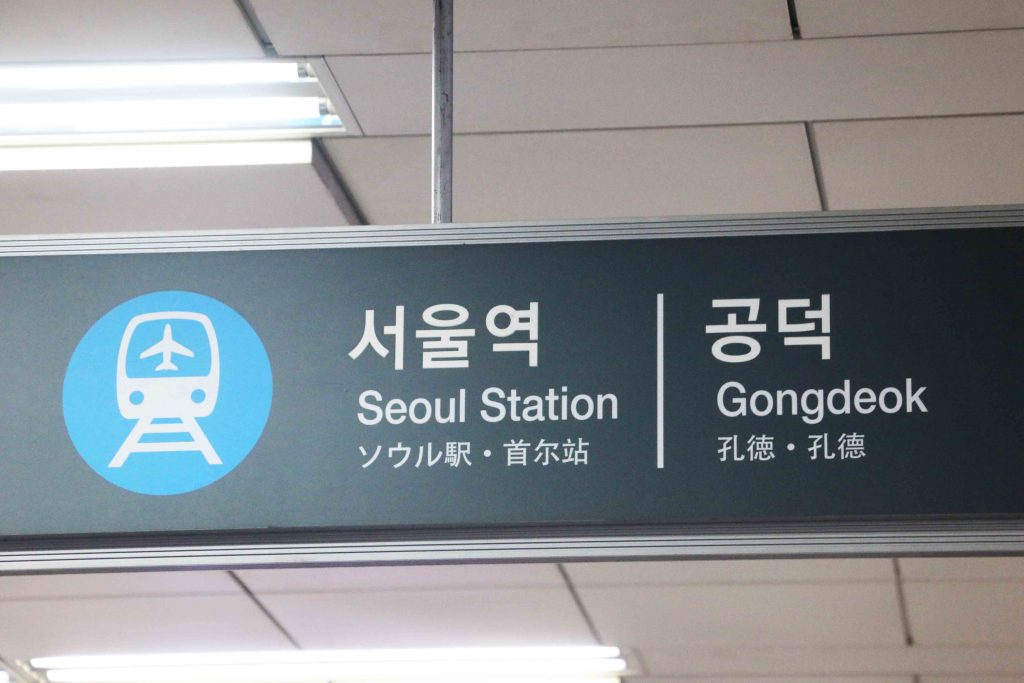 서울역
Seoul Station
ソウル駅・首尔站
공덕
Gongdeok
孔徳・孔德